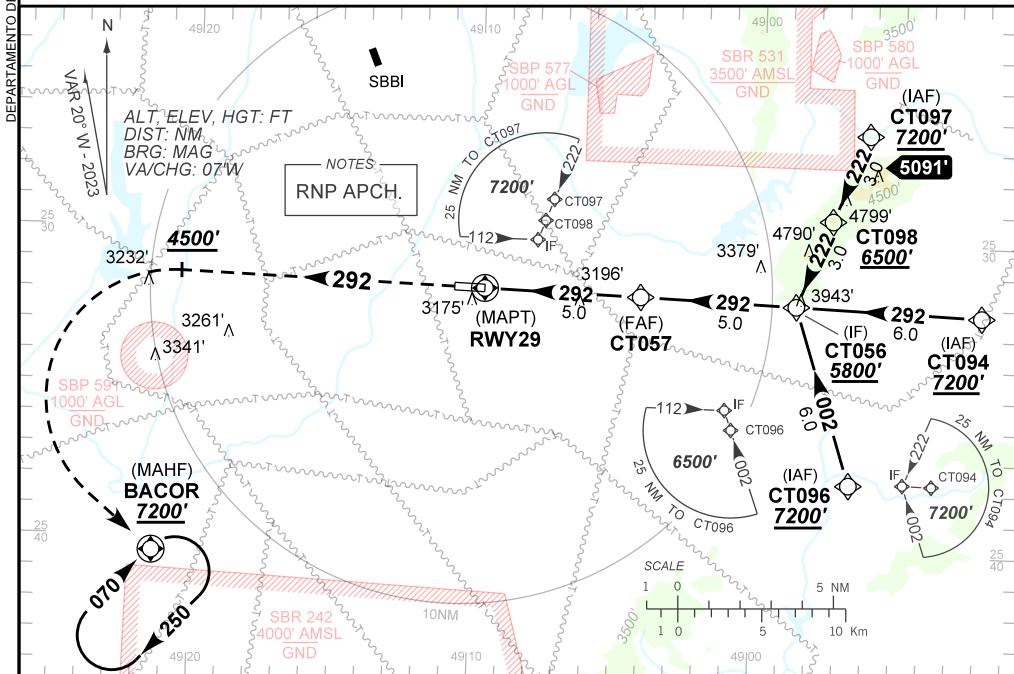 DEPARTAMENTO DE
49 20
49 10
49 00
N
VAR 20° W - 2023
ALT, ELEV, HGT: FT
DIST: NM
BRG: MAG
VA/CHG: 07'W
SBBI
NOTES
RNP APCH.
SBP 577
1000' AGL
GND
SBR 531
3500' AMSL
GND
SBP 580
1000' AGL
GND
3500'
(IAF)
CT097
7200'
5091'
4500'
222
3.0
4799'
4790'
CT098
6500'
222
3.0
3379'
25 NM TO CT097
7200'
222
CT097
CT098
112
IF
25
30
25
30
4500'
3232'
292
3175'
(MAPT)
RWY29
292
5.0
3196'
(FAF)
CT057
292
5.0
3943'
(IF)
CT056
5800'
292
6.0
(IAF)
CT094
7200'
3261'
3341'
SBP 591
1000' AGL
GND
002
6.0
(IAF)
CT096
7200'
112
IF
CT096
6500'
002
25 NM TO CT096
222
IF
CT094
7200'
002
25 NM TO CT094
(MAHF)
BACOR
7200'
070
250
25
40
25
40
SBR 242
4000' AMSL
GND
10NM
3500'
SCALE
1 0 5 NM
1 0 5 10 Km
49 20
49 10
49 00